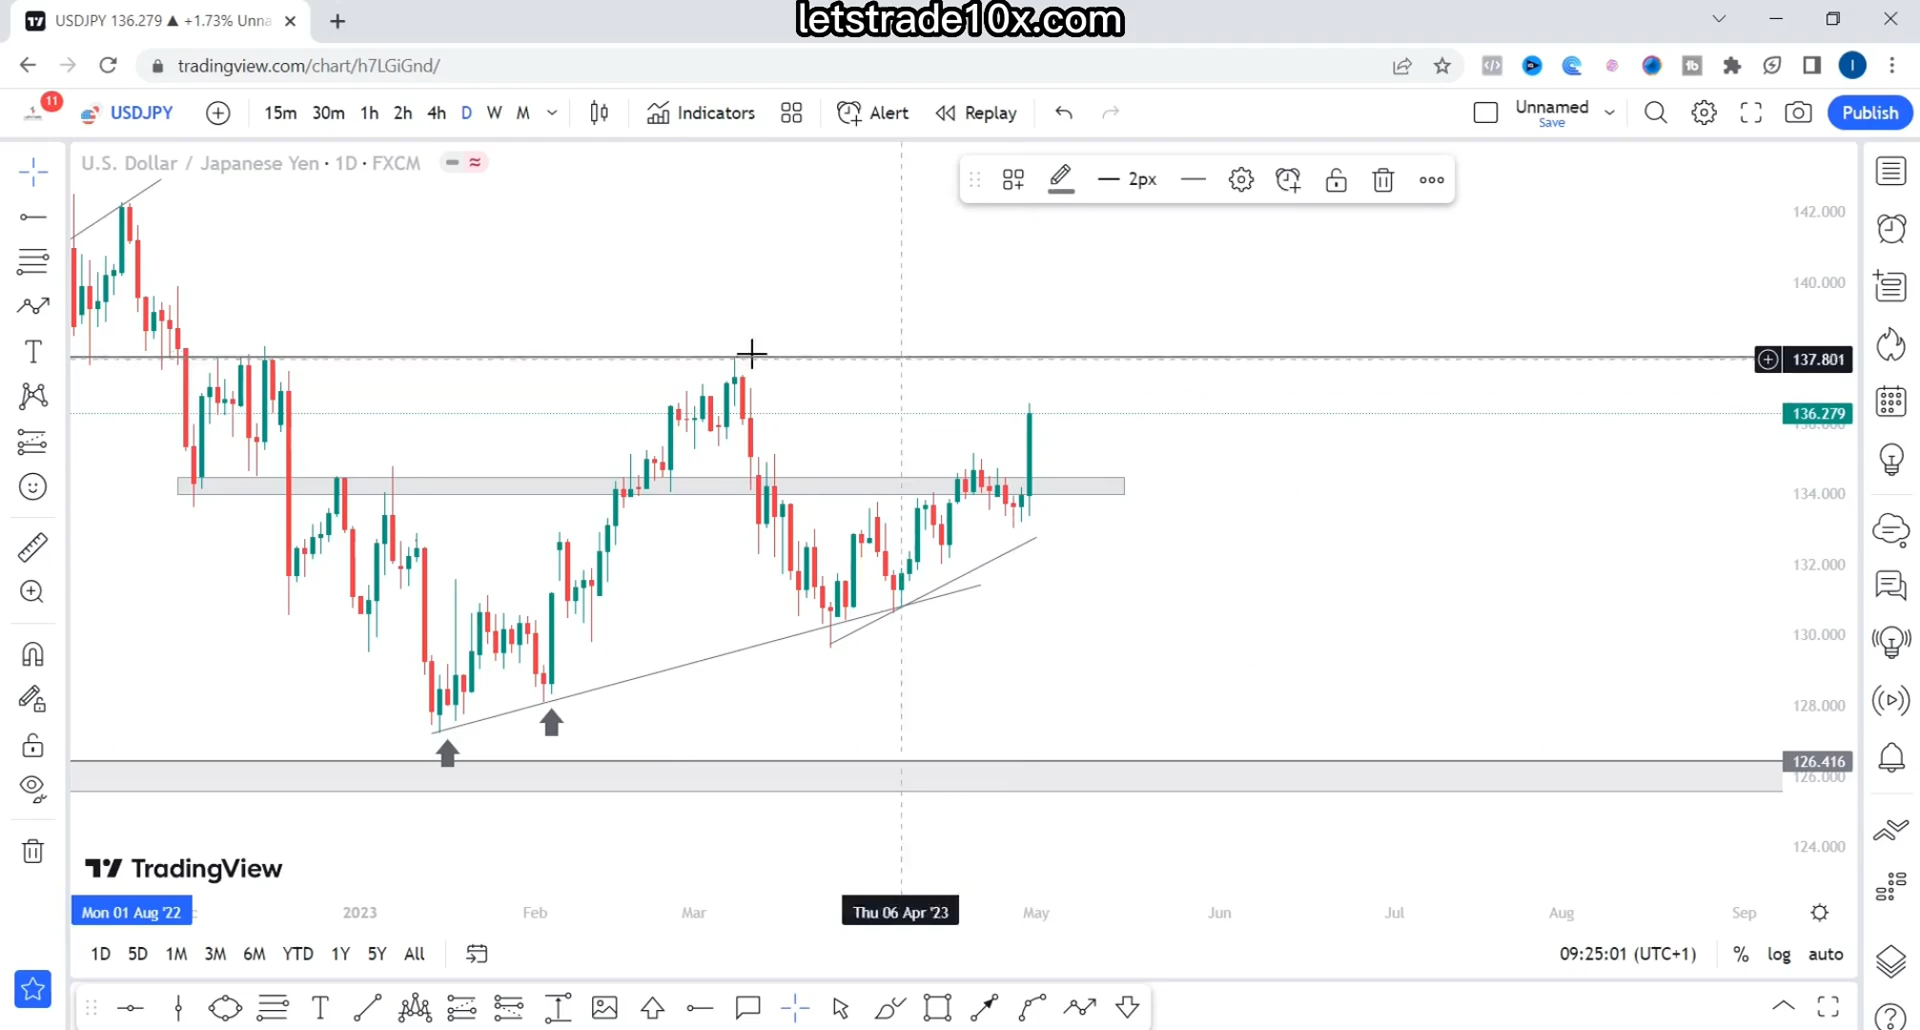 letstrade10x.com
USDJPY 136.279 ▲ +1.73% Unna
tradingview.com/chart/h7LGiGnd/
11
USDJPY 15m 30m 1h 2h 4h D W M Indicators Alert Replay Unnamed Save Publish
U.S. Dollar / Japanese Yen · 1D · FXCM
2px
142.000
140.000
137.801
136.279
134.000
132.000
130.000
128.000
126.416
126.000
124.000
TradingView
Mon 01 Aug '22 2023 Feb Mar Thu 06 Apr '23 May Jun Jul Aug Sep
1D 5D 1M 3M 6M YTD 1Y 5Y All 09:25:01 (UTC+1) % log auto